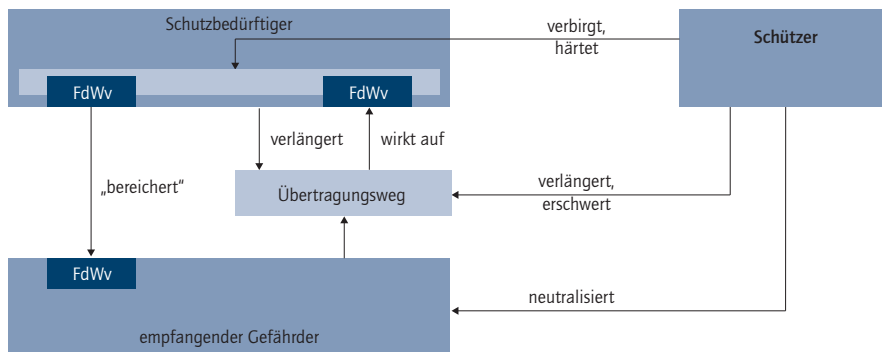 Schutzbedürftiger
verbirgt,
härtet
Schützer
FdWv
FdWv
verlängert
wirkt auf
„bereichert“
Übertragungsweg
verlängert,
erschwert
FdWv
neutralisiert
empfangender Gefährder